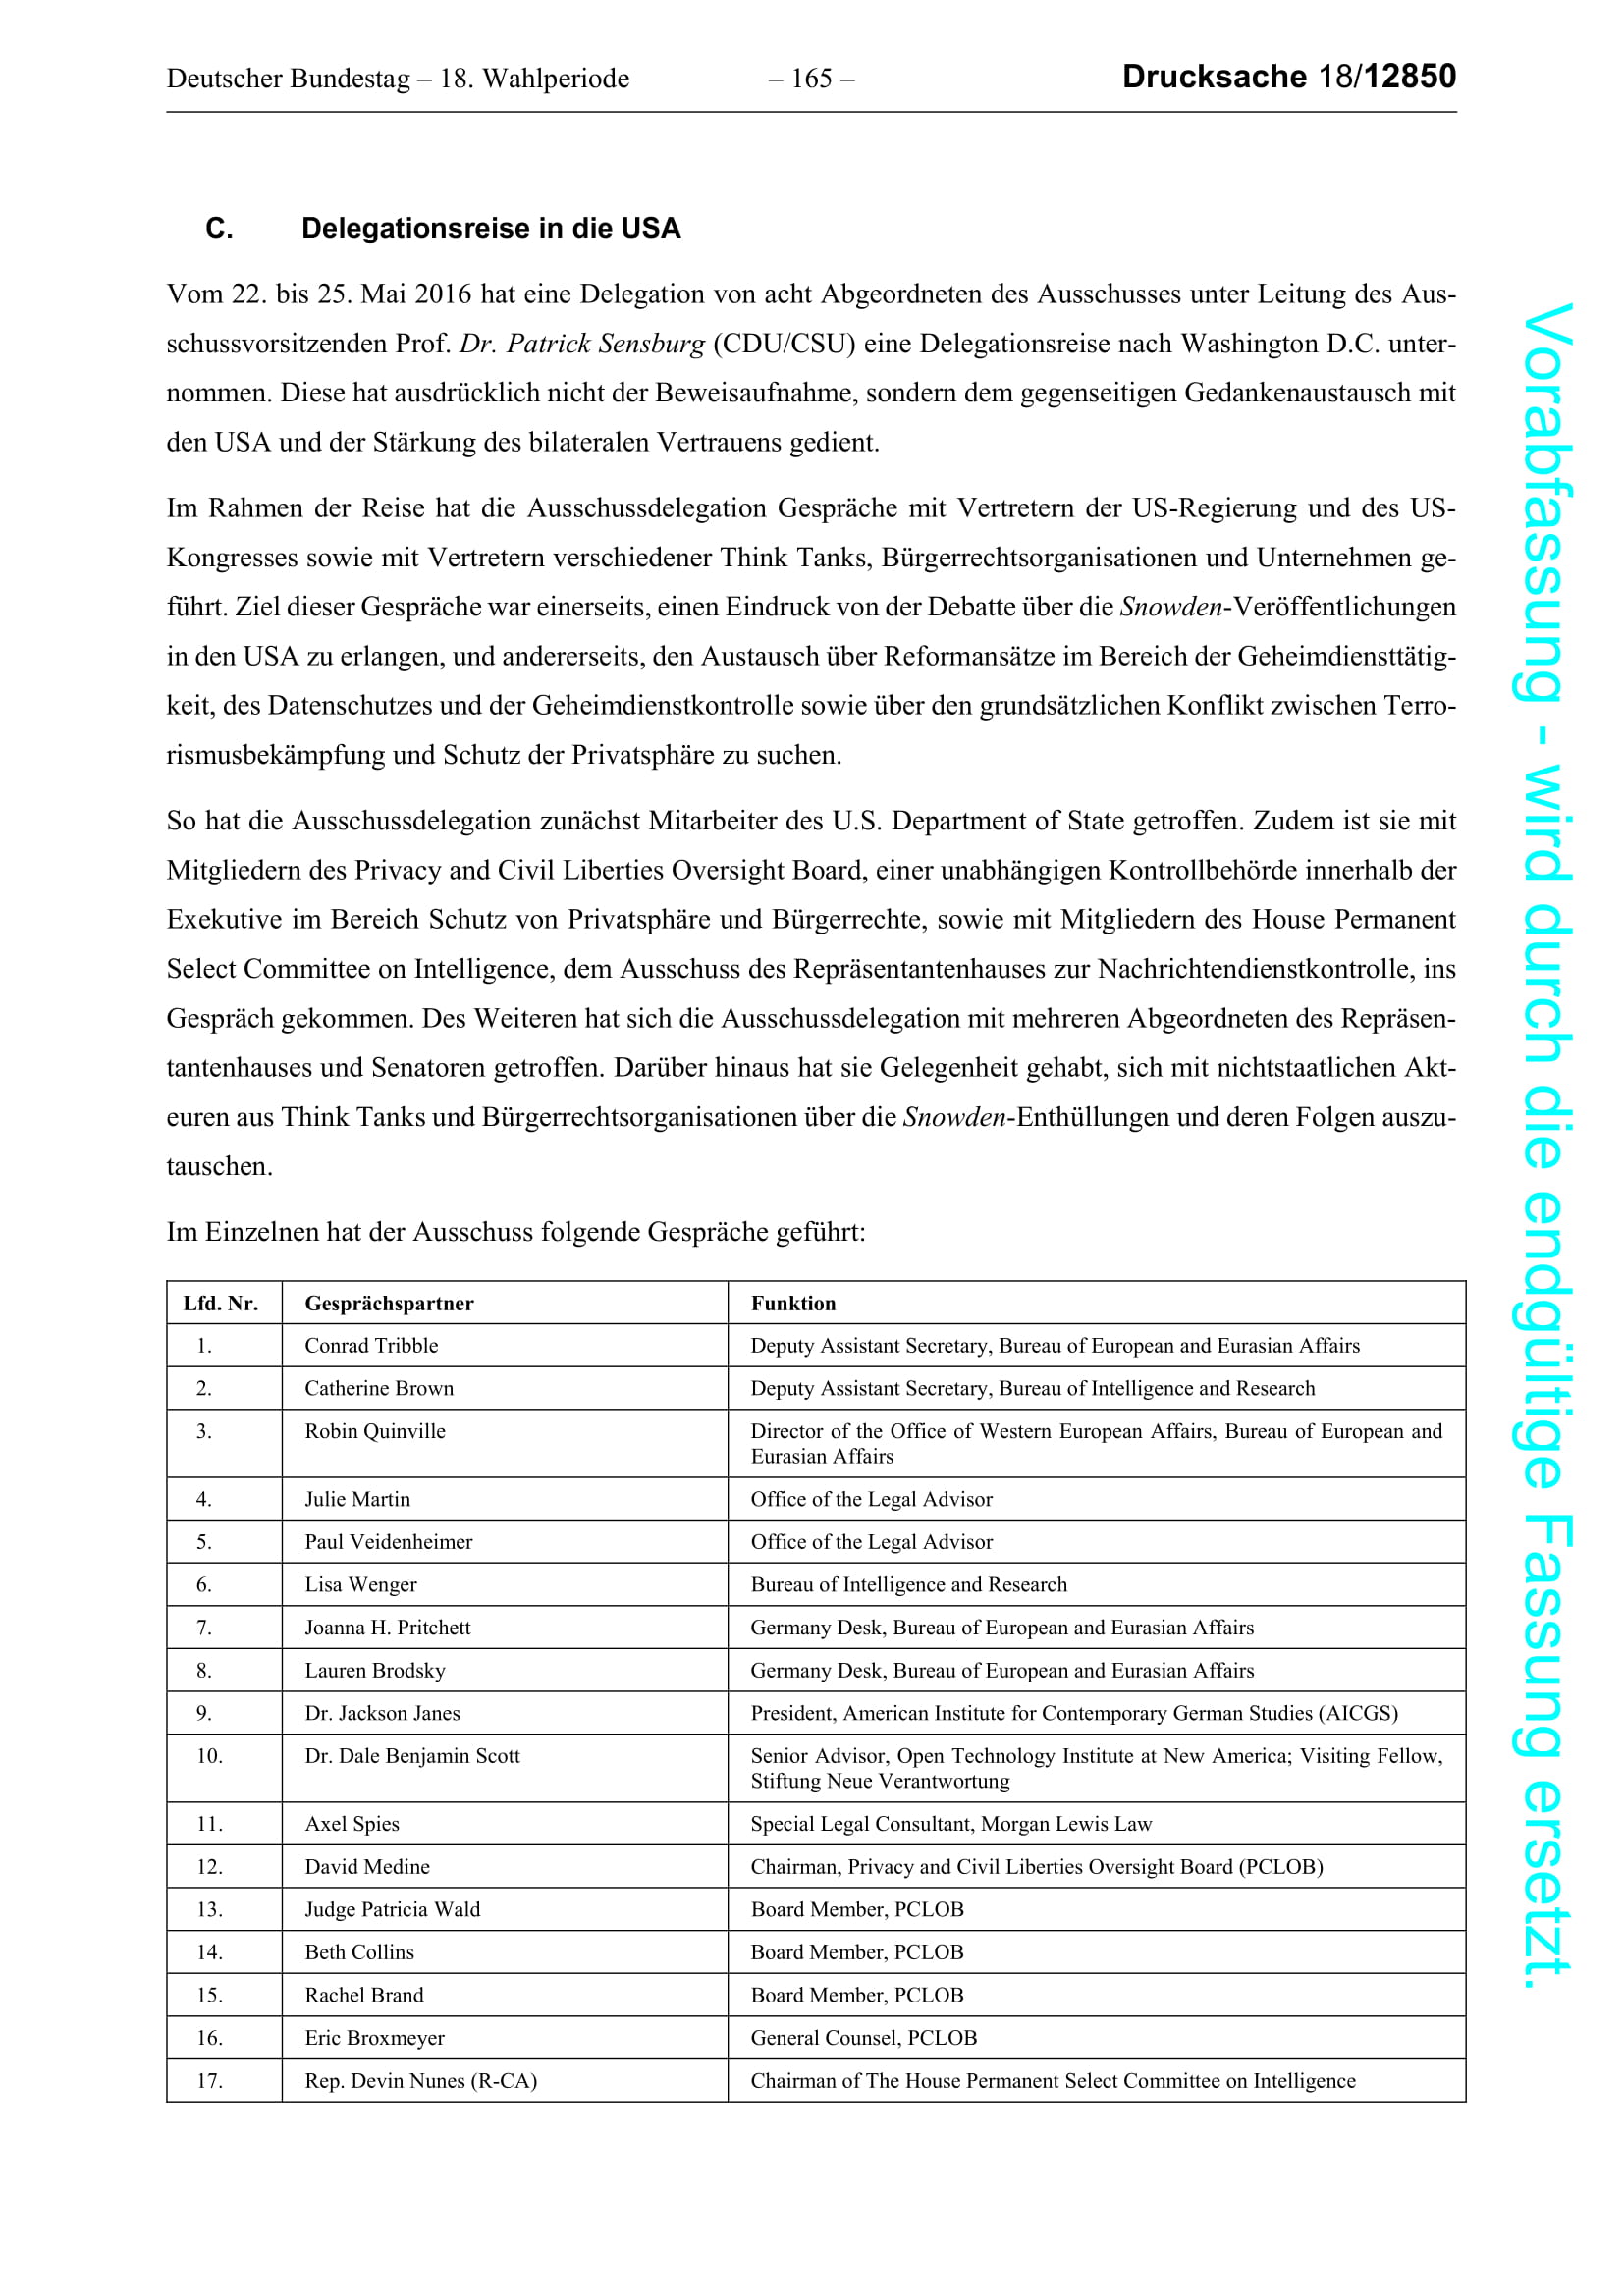 Deutscher Bundestag – 18. Wahlperiode – 165 – Drucksache 18/12850
C. Delegationsreise in die USA
Vom 22. bis 25. Mai 2016 hat eine Delegation von acht Abgeordneten des Ausschusses unter Leitung des Aus-
schussvorsitzenden Prof. Dr. Patrick Sensburg (CDU/CSU) eine Delegationsreise nach Washington D.C. unter-
nommen. Diese hat ausdrücklich nicht der Beweisaufnahme, sondern dem gegenseitigen Gedankenaustausch mit
den USA und der Stärkung des bilateralen Vertrauens gedient.
Im Rahmen der Reise hat die Ausschussdelegation Gespräche mit Vertretern der US-Regierung und des US-
Kongresses sowie mit Vertretern verschiedener Think Tanks, Bürgerrechtsorganisationen und Unternehmen ge-
führt. Ziel dieser Gespräche war einerseits, einen Eindruck von der Debatte über die Snowden-Veröffentlichungen
in den USA zu erlangen, und andererseits, den Austausch über Reformansätze im Bereich der Geheimdiensttätig-
keit, des Datenschutzes und der Geheimdienstkontrolle sowie über den grundsätzlichen Konflikt zwischen Terro-
rismusbekämpfung und Schutz der Privatsphäre zu suchen.
So hat die Ausschussdelegation zunächst Mitarbeiter des U.S. Department of State getroffen. Zudem ist sie mit
Mitgliedern des Privacy and Civil Liberties Oversight Board, einer unabhängigen Kontrollbehörde innerhalb der
Exekutive im Bereich Schutz von Privatsphäre und Bürgerrechte, sowie mit Mitgliedern des House Permanent
Select Committee on Intelligence, dem Ausschuss des Repräsentantenhauses zur Nachrichtendienstkontrolle, ins
Gespräch gekommen. Des Weiteren hat sich die Ausschussdelegation mit mehreren Abgeordneten des Repräsen-
tantenhauses und Senatoren getroffen. Darüber hinaus hat sie Gelegenheit gehabt, sich mit nichtstaatlichen Akt-
euren aus Think Tanks und Bürgerrechtsorganisationen über die Snowden-Enthüllungen und deren Folgen auszu-
tauschen.
Im Einzelnen hat der Ausschuss folgende Gespräche geführt:
Lfd. Nr. Gesprächspartner Funktion
1. Conrad Tribble Deputy Assistant Secretary, Bureau of European and Eurasian Affairs
2. Catherine Brown Deputy Assistant Secretary, Bureau of Intelligence and Research
3. Robin Quinville Director of the Office of Western European Affairs, Bureau of European and
Eurasian Affairs
4. Julie Martin Office of the Legal Advisor
5. Paul Veidenheimer Office of the Legal Advisor
6. Lisa Wenger Bureau of Intelligence and Research
7. Joanna H. Pritchett Germany Desk, Bureau of European and Eurasian Affairs
8. Lauren Brodsky Germany Desk, Bureau of European and Eurasian Affairs
9. Dr. Jackson Janes President, American Institute for Contemporary German Studies (AICGS)
10. Dr. Dale Benjamin Scott Senior Advisor, Open Technology Institute at New America; Visiting Fellow,
Stiftung Neue Verantwortung
11. Axel Spies Special Legal Consultant, Morgan Lewis Law
12. David Medine Chairman, Privacy and Civil Liberties Oversight Board (PCLOB)
13. Judge Patricia Wald Board Member, PCLOB
14. Beth Collins Board Member, PCLOB
15. Rachel Brand Board Member, PCLOB
16. Eric Broxmeyer General Counsel, PCLOB
17. Rep. Devin Nunes (R-CA) Chairman of The House Permanent Select Committee on Intelligence
Vorabfassung - wird durch die endgültige Fassung ersetzt.